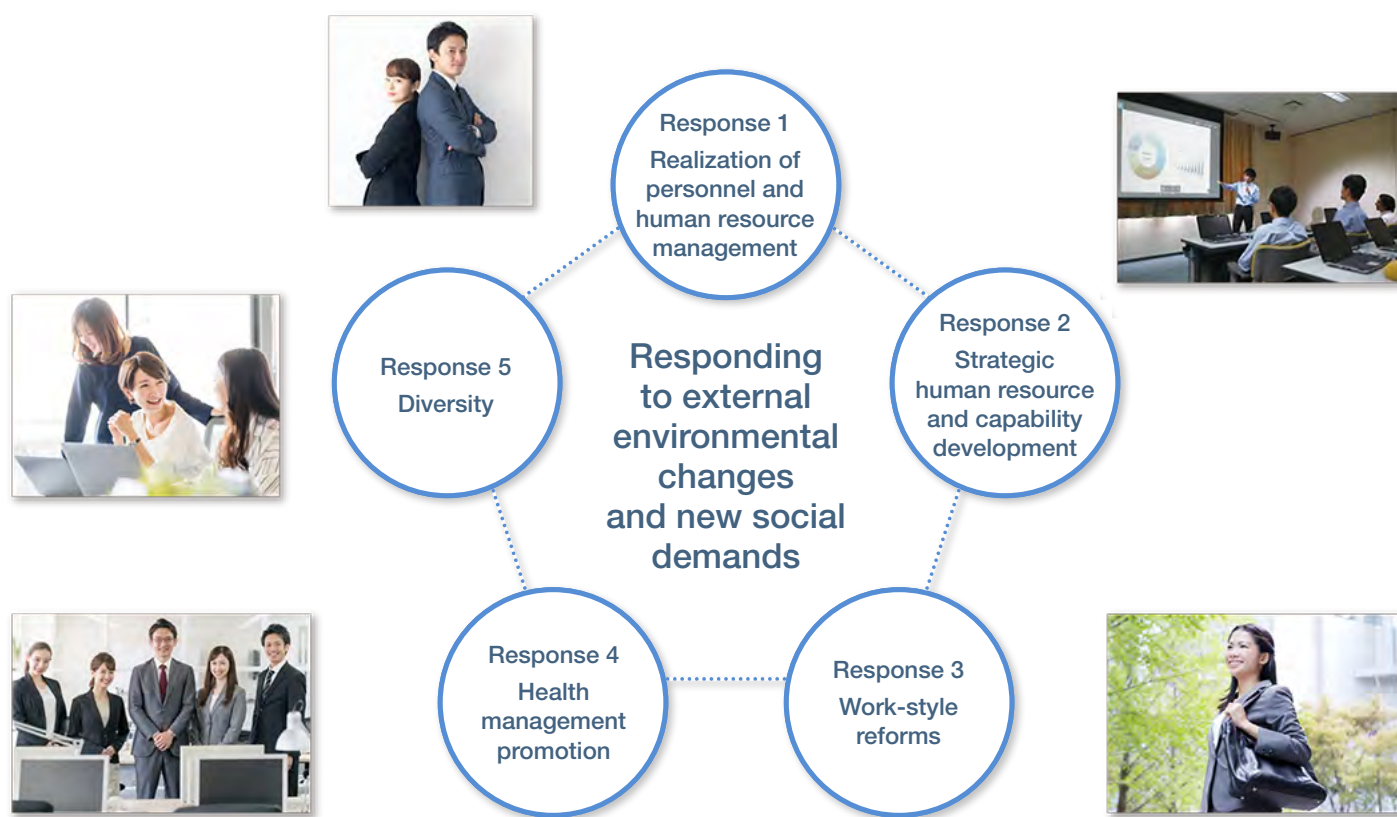 Response 1
Realization of
personnel and
human resource
management
Response 2
Strategic
human resource
and capability
development
Response 3
Work-style
reforms
Response 4
Health
management
promotion
Response 5
Diversity
Responding
to external
environmental
changes
and new social
demands